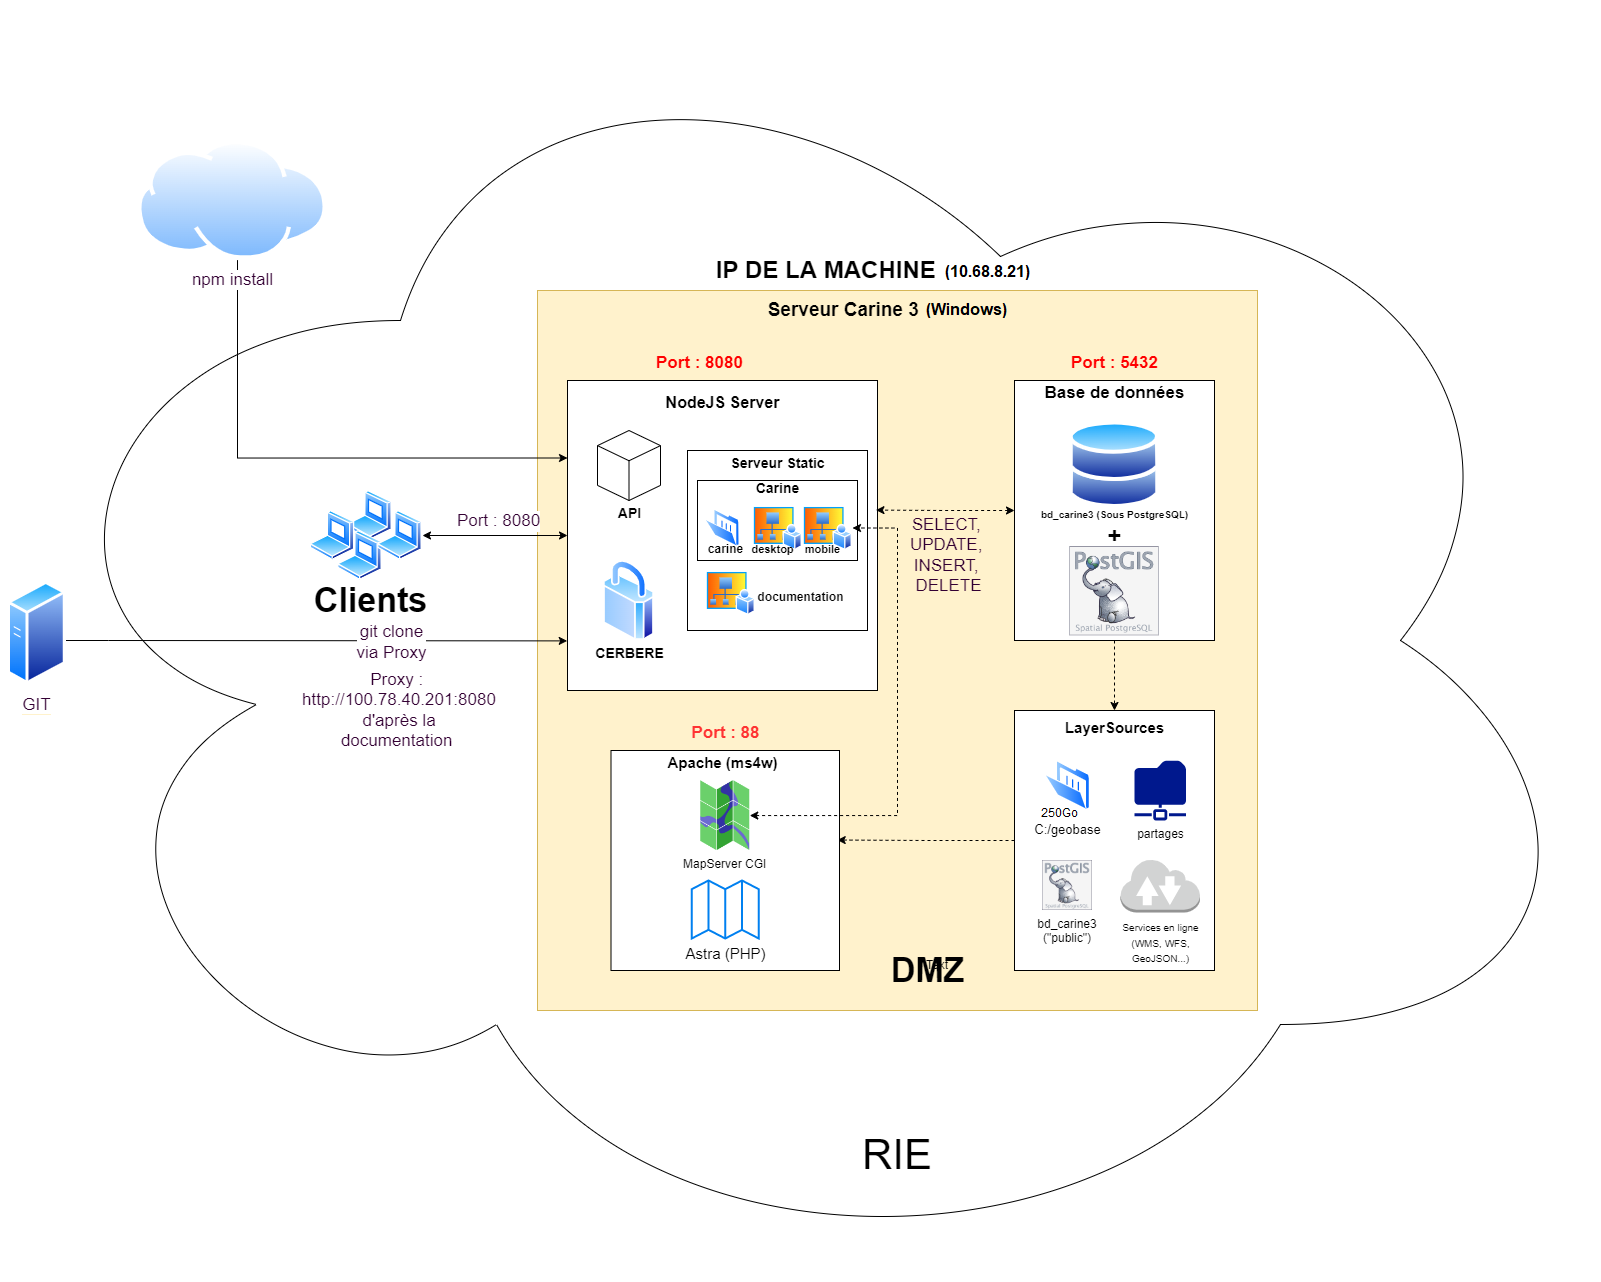 npm install
IP DE LA MACHINE (10.68.8.21)
Serveur Carine 3 (Windows)
Port : 8080
NodeJS Server
API
CERBERE
Serveur Static
Carine
carine
desktop
mobile
documentation
Port : 5432
Base de données
bd_carine3 (Sous PostgreSQL)
+
PostGIS
Spatial PostgreSQL
SELECT,
UPDATE,
INSERT,
DELETE
Port : 8080
Clients
git clone
via Proxy
Proxy :
http://100.78.40.201:8080
d'après la
documentation
GIT
Port : 88
Apache (ms4w)
MapServer CGI
Astra (PHP)
LayerSources
250Go
C:/geobase
partages
PostGIS
Spatial PostgreSQL
bd_carine3
("public")
Services en ligne
(WMS, WFS,
GeoJSON...)
Text
DMZ
RIE